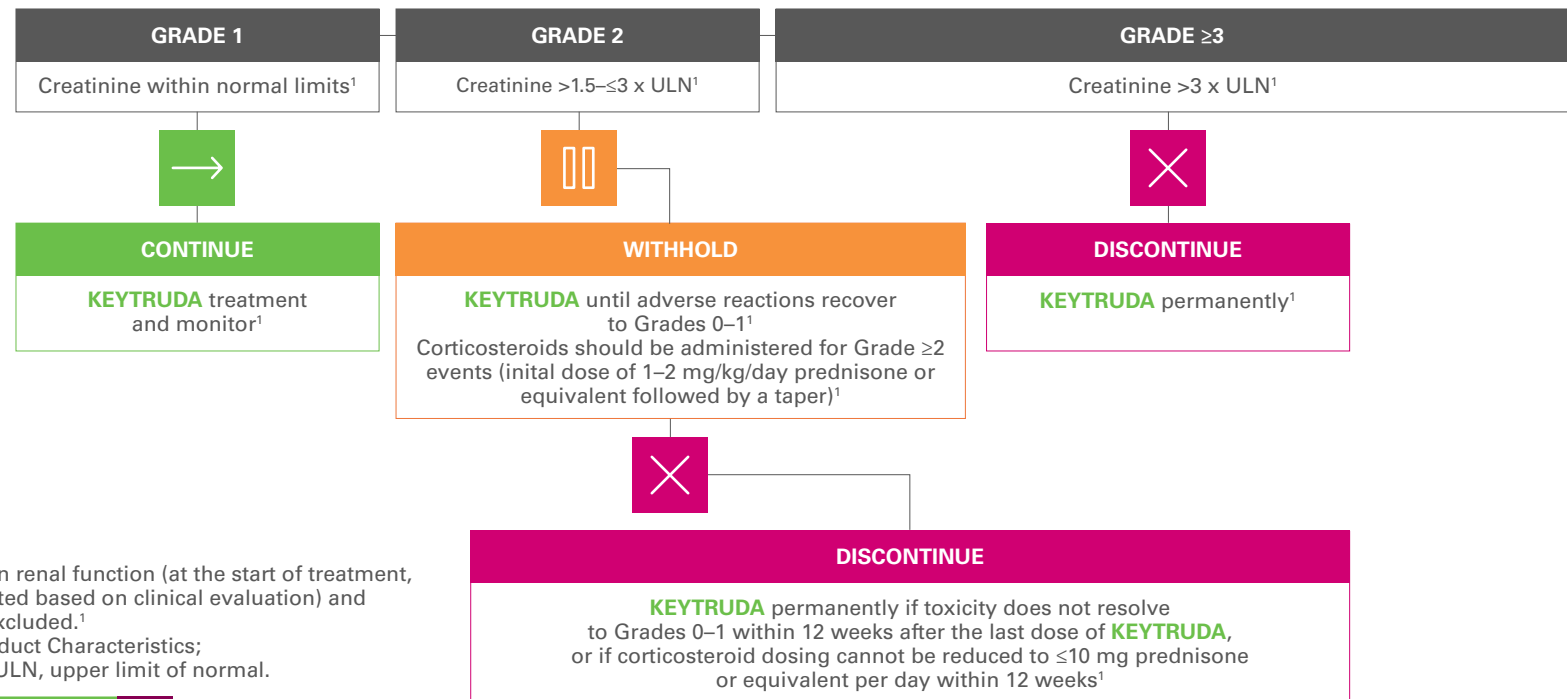 GRADE 1
Creatinine within normal limits¹
GRADE 2
Creatinine >1.5–≤3 x ULN¹
GRADE ≥3
Creatinine >3 x ULN¹
CONTINUE
KEYTRUDA treatment
and monitor¹
WITHHOLD
KEYTRUDA until adverse reactions recover
to Grades 0–1¹
Corticosteroids should be administered for Grade ≥2
events (inital dose of 1–2 mg/kg/day prednisone or
equivalent followed by a taper)¹
DISCONTINUE
KEYTRUDA permanently¹
DISCONTINUE
KEYTRUDA permanently if toxicity does not resolve
to Grades 0–1 within 12 weeks after the last dose of KEYTRUDA,
or if corticosteroid dosing cannot be reduced to ≤10 mg prednisone
or equivalent per day within 12 weeks¹
n renal function (at the start of treatment,
ted based on clinical evaluation) and
xcluded.¹
duct Characteristics;
ULN, upper limit of normal.